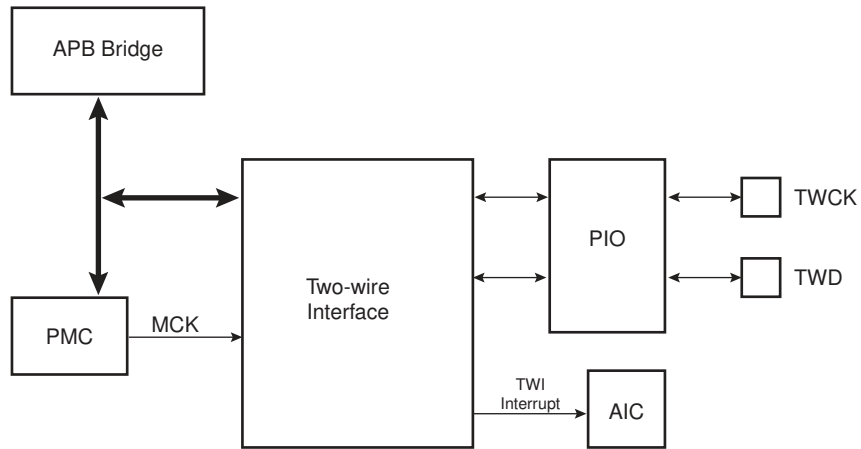 APB Bridge
TWCK
PIO
Two-wire
Interface
TWD
MCK
PMC
TWI
Interrupt
AIC